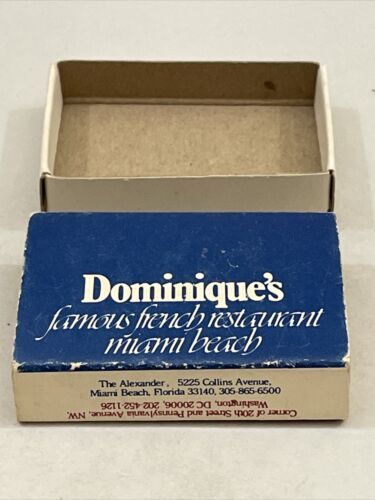 Dominique's
famous french restaurant
miami beach
The Alexander, 5225 Collins Avenue,
Miami Beach, Florida 33140, 305-865-6500
Corner of 20th Street and Pennsylvania Avenue, NW,
Washington, DC 20006, 202-452-1126